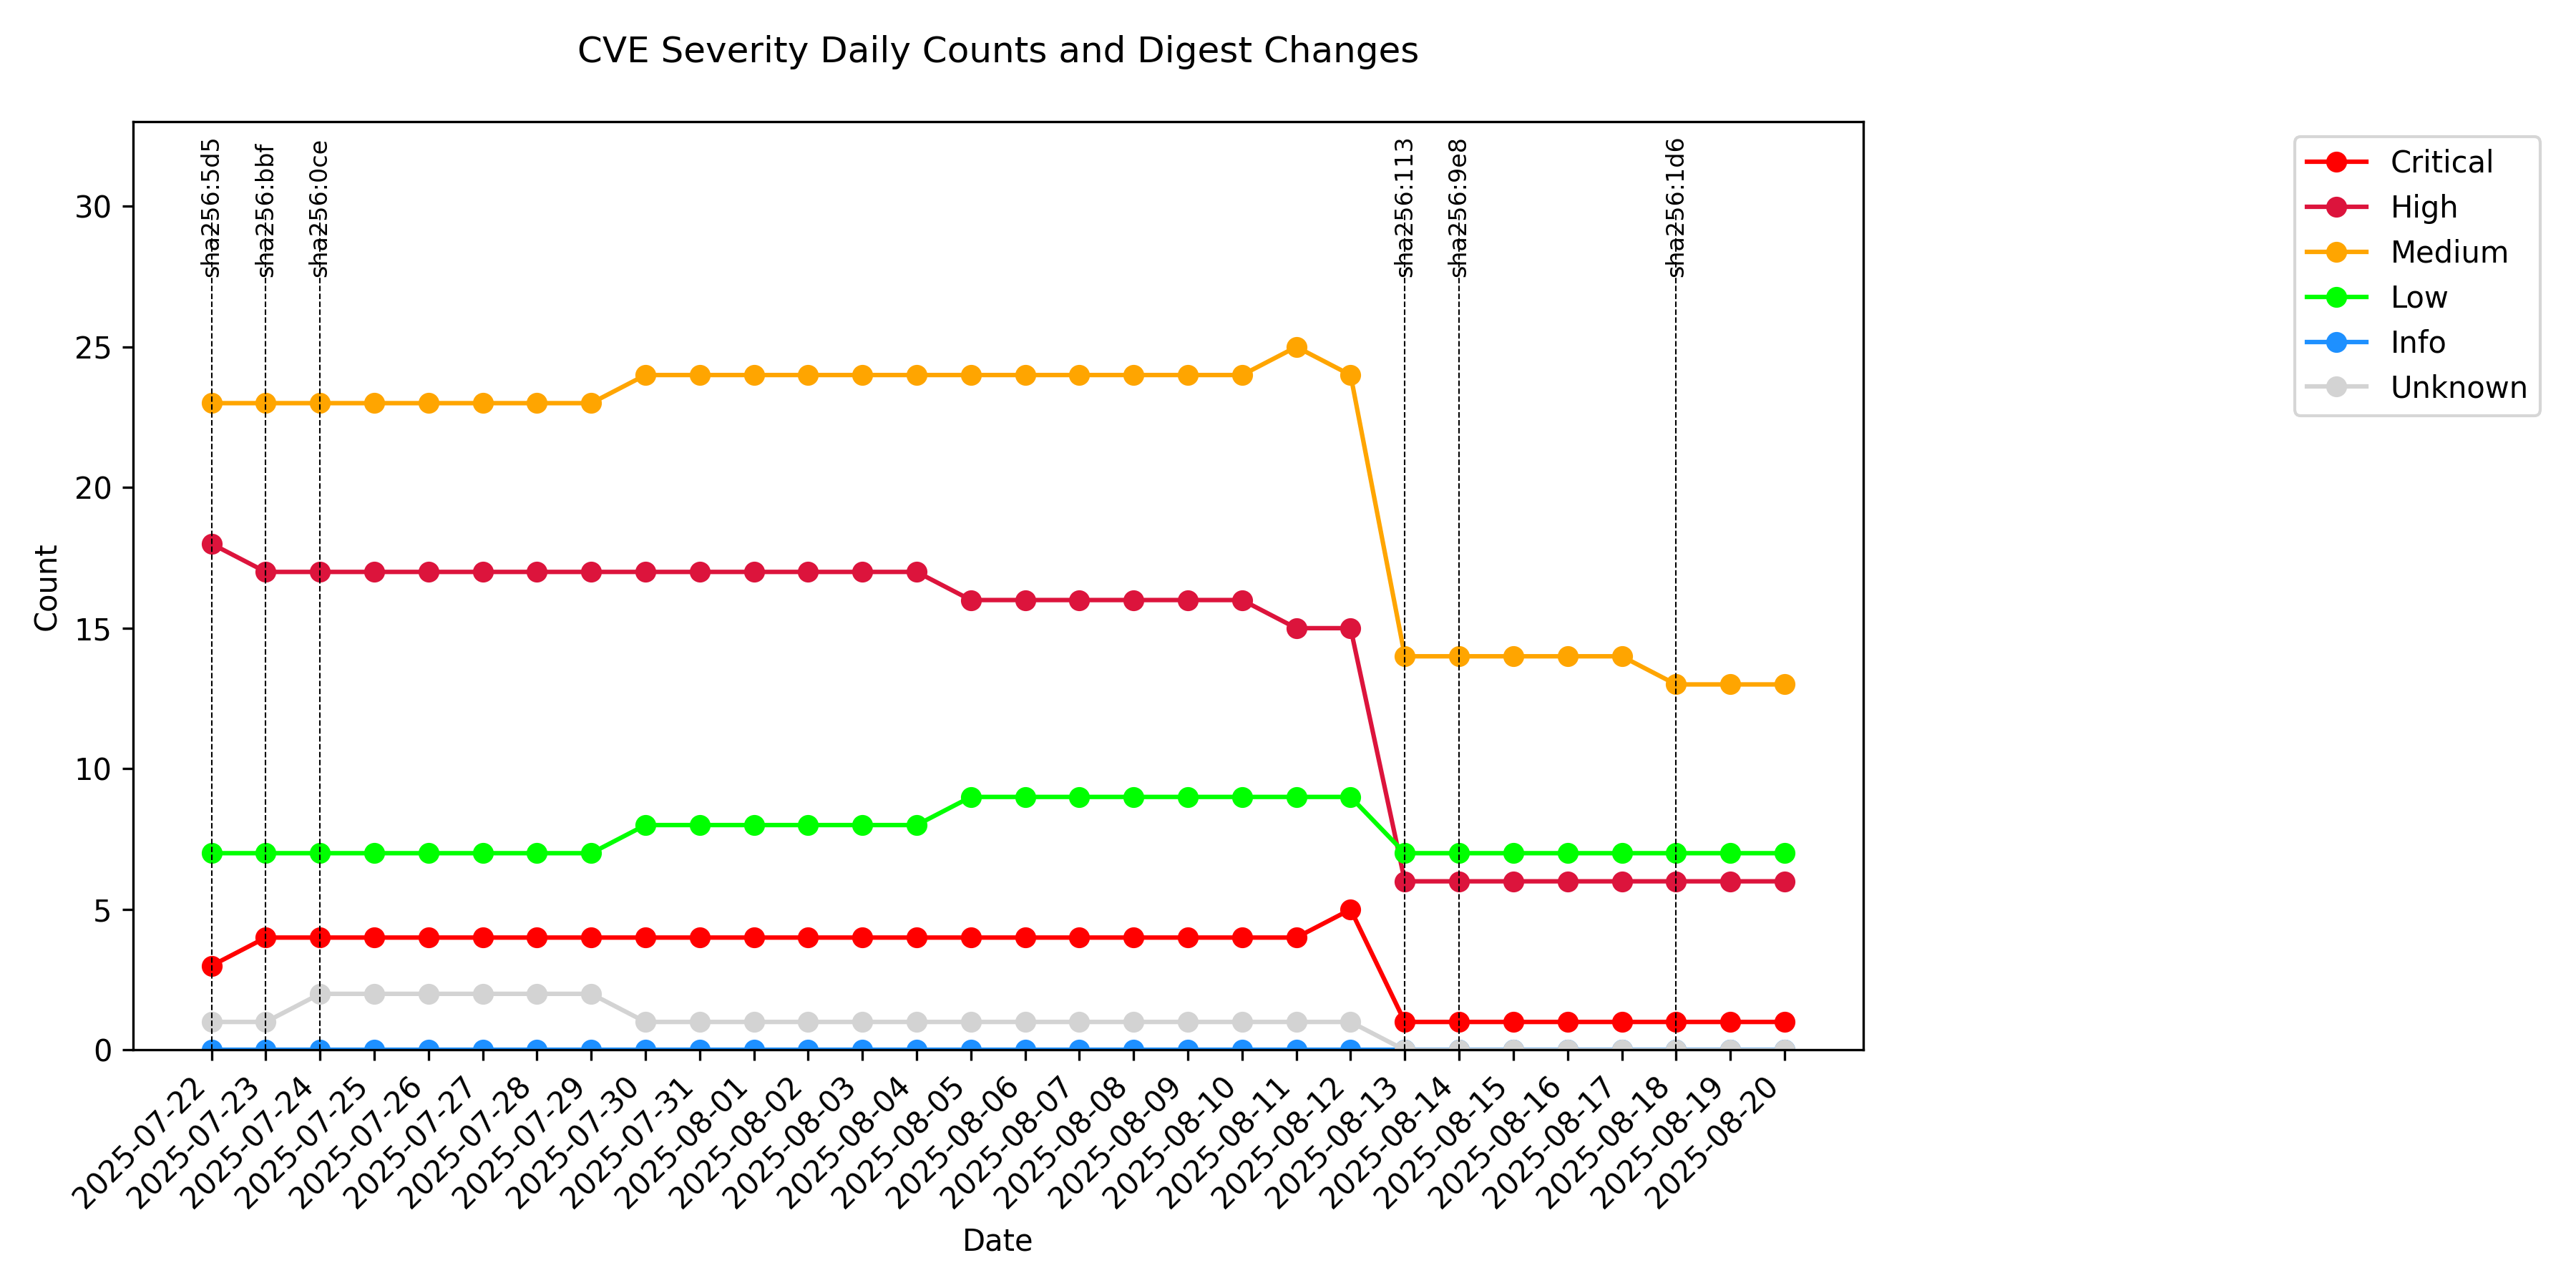 CVE Severity Daily Counts and Digest Changes
sha256:5d5
sha256:bbf
sha256:0ce
sha256:113
sha256:9e8
sha256:1d6
Critical
High
Medium
Low
Info
Unknown
30
25
20
15
10
5
0
Count
2025-07-22
2025-07-23
2025-07-24
2025-07-25
2025-07-26
2025-07-27
2025-07-28
2025-07-29
2025-07-30
2025-07-31
2025-08-01
2025-08-02
2025-08-03
2025-08-04
2025-08-05
2025-08-06
2025-08-07
2025-08-08
2025-08-09
2025-08-10
2025-08-11
2025-08-12
2025-08-13
2025-08-14
2025-08-15
2025-08-16
2025-08-17
2025-08-18
2025-08-19
2025-08-20
Date